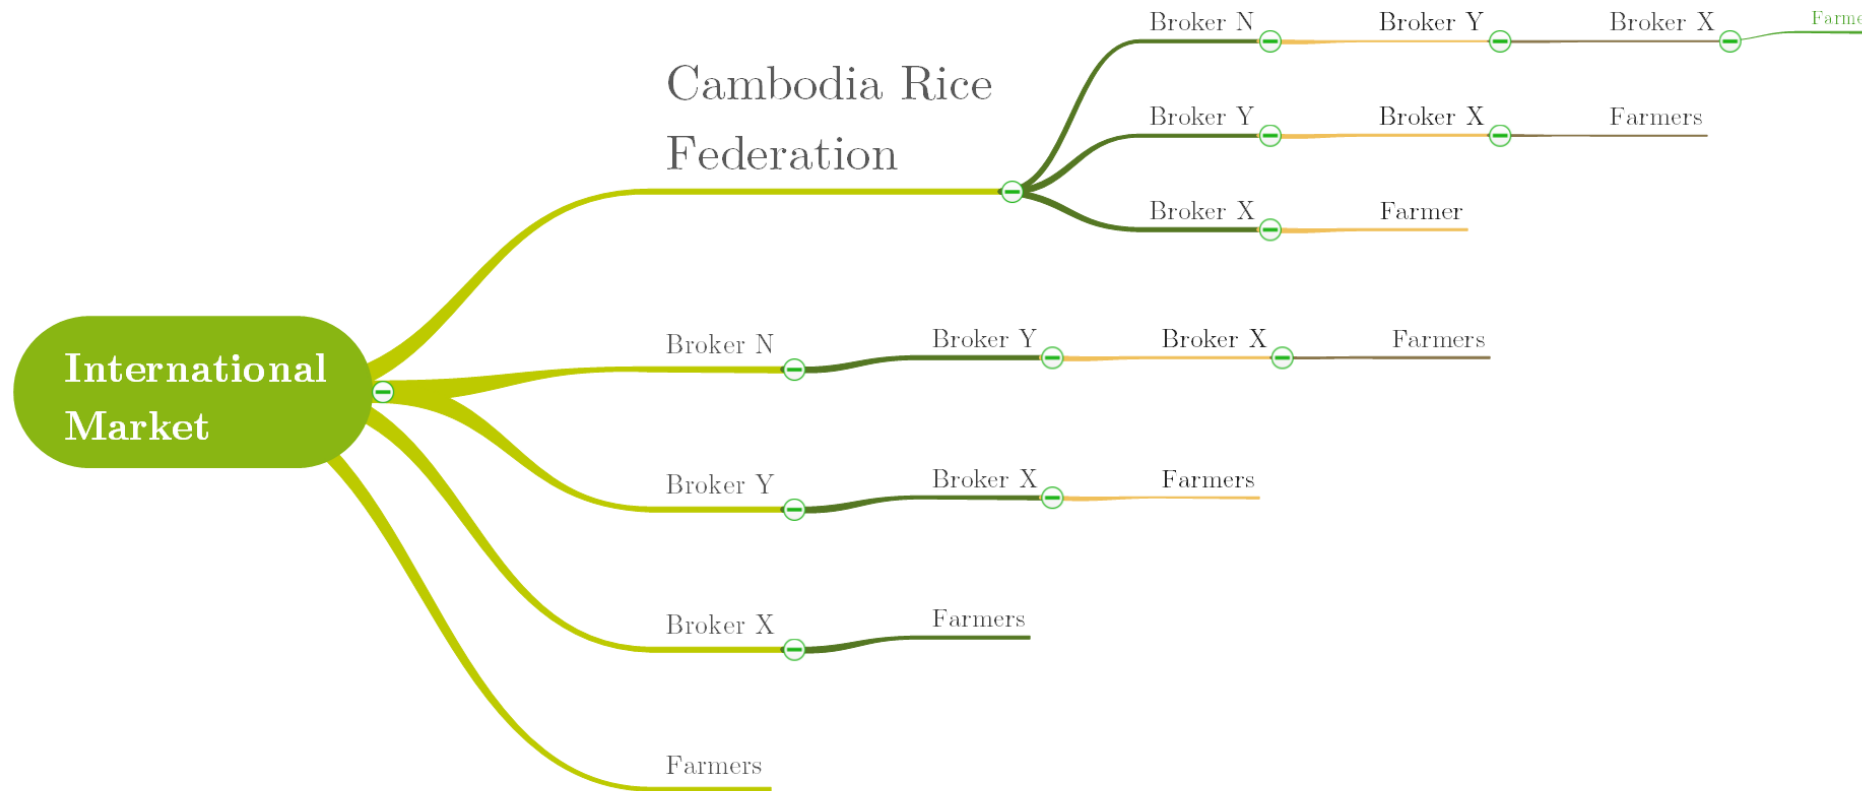 Broker N
Broker Y
Broker X
Cambodia Rice
Federation
Broker Y
Broker X
Farmers
Broker X
Farmer
International
Market
Broker N
Broker Y
Broker X
Farmers
Broker Y
Broker X
Farmers
Broker X
Farmers
Farmers